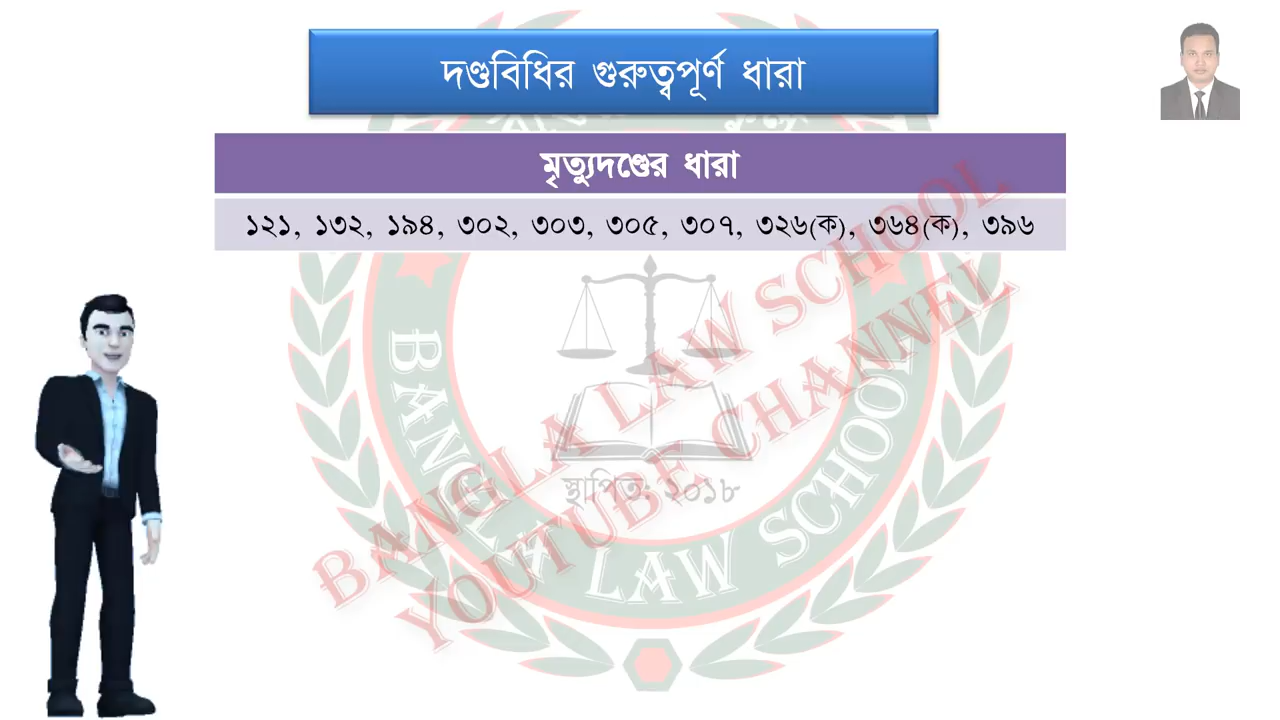 দণ্ডবিধির গুরুত্বপূর্ণ ধারা
মৃত্যুদণ্ডের ধারা
১২১, ১৩২, ১৯৪, ৩০২, ৩০৩, ৩০৫, ৩০৭, ৩২৬(ক), ৩৬৪(ক), ৩৯৬
স্থাপিত: ২০১৮
BANGLA LAW SCHOOL
BANGLA LAW SCHOOL
YOUTUBE CHANNEL